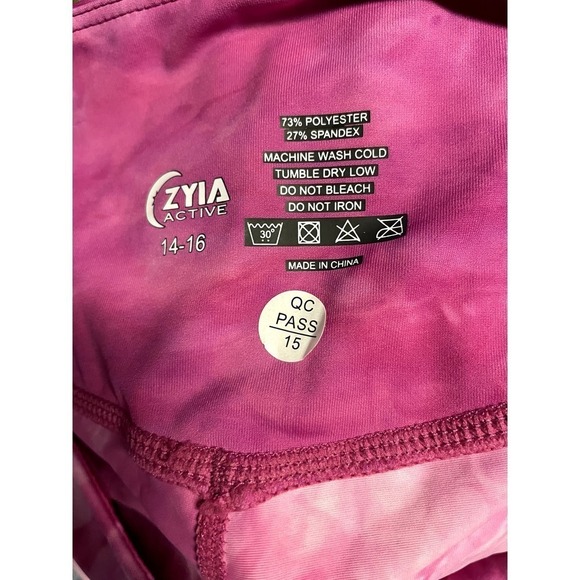 ZYIA
ACTIVE
14-16
73% POLYESTER
27% SPANDEX
MACHINE WASH COLD
TUMBLE DRY LOW
DO NOT BLEACH
DO NOT IRON
30°
MADE IN CHINA
QC
PASS
15